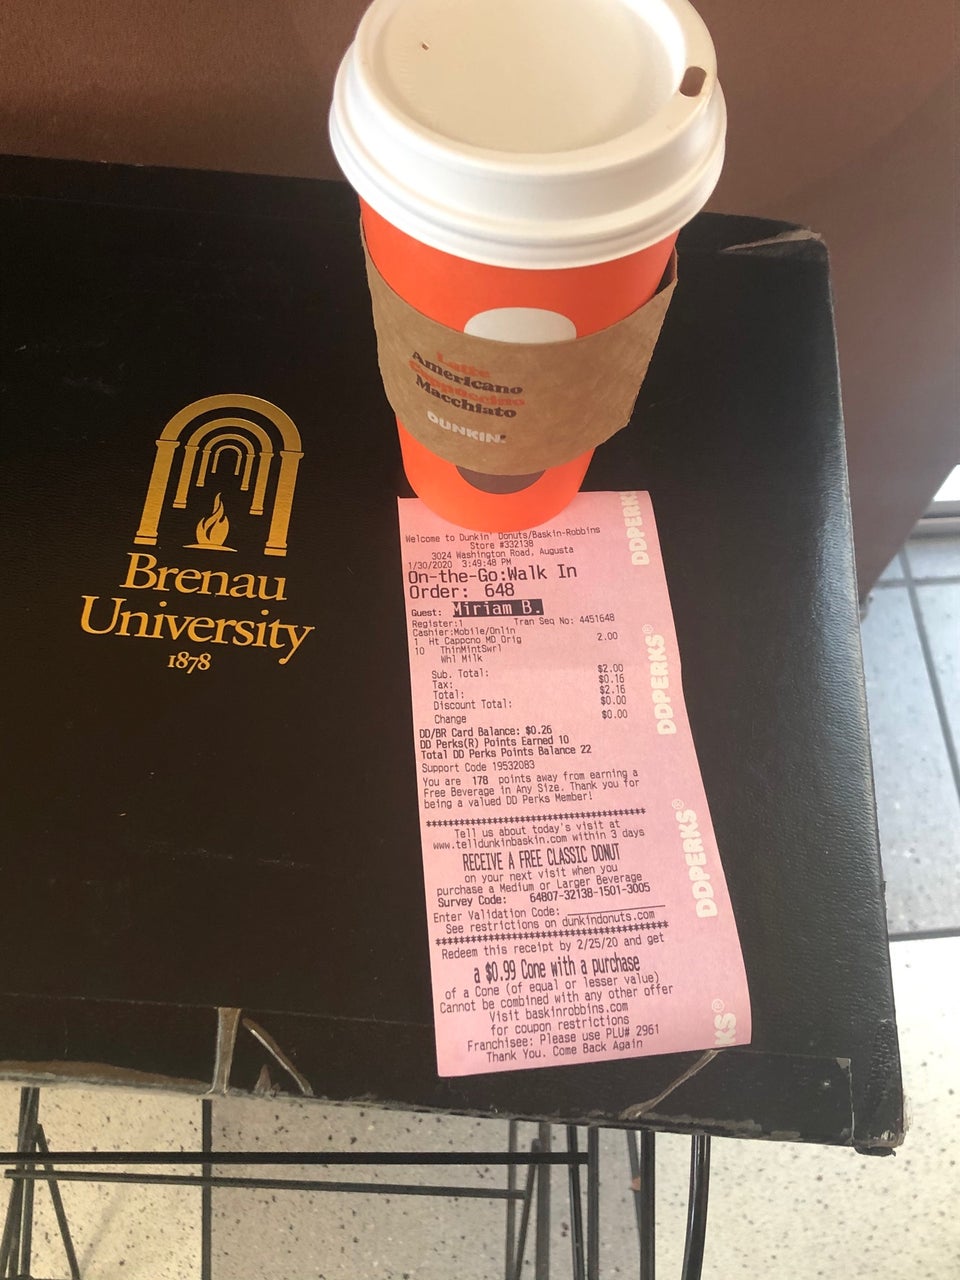 Latte
Americano
Cappuccino
Macchiato
DUNKIN'
Brenau
University
1878
Welcome to Dunkin' Donuts/Baskin-Robbins
Store #332138
3024 Washington Road, Augusta
1/30/2020 3:49:48 PM
On-the-Go:Walk In
Order: 648
Guest: Miriam B.
Register:1 Tran Seq No: 4451648
Cashier:Mobile/Onlin
1 Ht Cappcno MD Orig 2.00
10 ThinMintSwrl
Whl Milk
Sub. Total: $2.00
Tax: $0.16
Total: $2.16
Discount Total: $0.00
Change $0.00
DD/BR Card Balance: $0.26
DD Perks(R) Points Earned 10
Total DD Perks Points Balance 22
Support Code 19532083
You are 178 points away from earning a
Free Beverage in Any Size. Thank you for
being a valued DD Perks Member!
****************************************
Tell us about today's visit at
www.telldunkinbaskin.com within 3 days
RECEIVE A FREE CLASSIC DONUT
on your next visit when you
purchase a Medium or Larger Beverage
Survey Code: 64807-32138-1501-3005
Enter Validation Code: ______________
See restrictions on dunkindonuts.com
****************************************
Redeem this receipt by 2/25/20 and get
a $0.99 Cone with a purchase
of a Cone (of equal or lesser value)
Cannot be combined with any other offer
Visit baskinrobbins.com
for coupon restrictions
Franchisee: Please use PLU# 2961
Thank You. Come Back Again
DDPERK
DDPERKS®
DDPERKS®
KS®